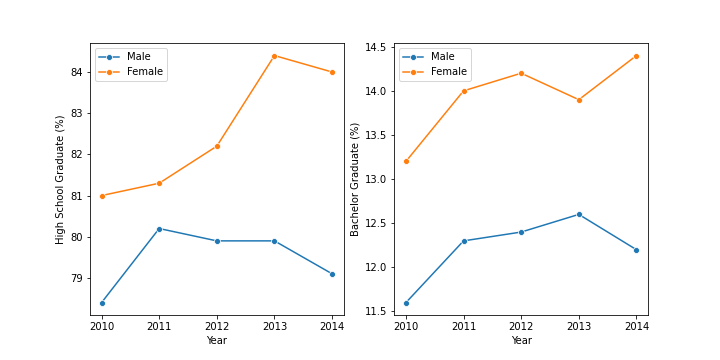 Male
Female
High School Graduate (%)
84
83
82
81
80
79
2010 2011 2012 2013 2014
Year
Male
Female
Bachelor Graduate (%)
14.5
14.0
13.5
13.0
12.5
12.0
11.5
2010 2011 2012 2013 2014
Year